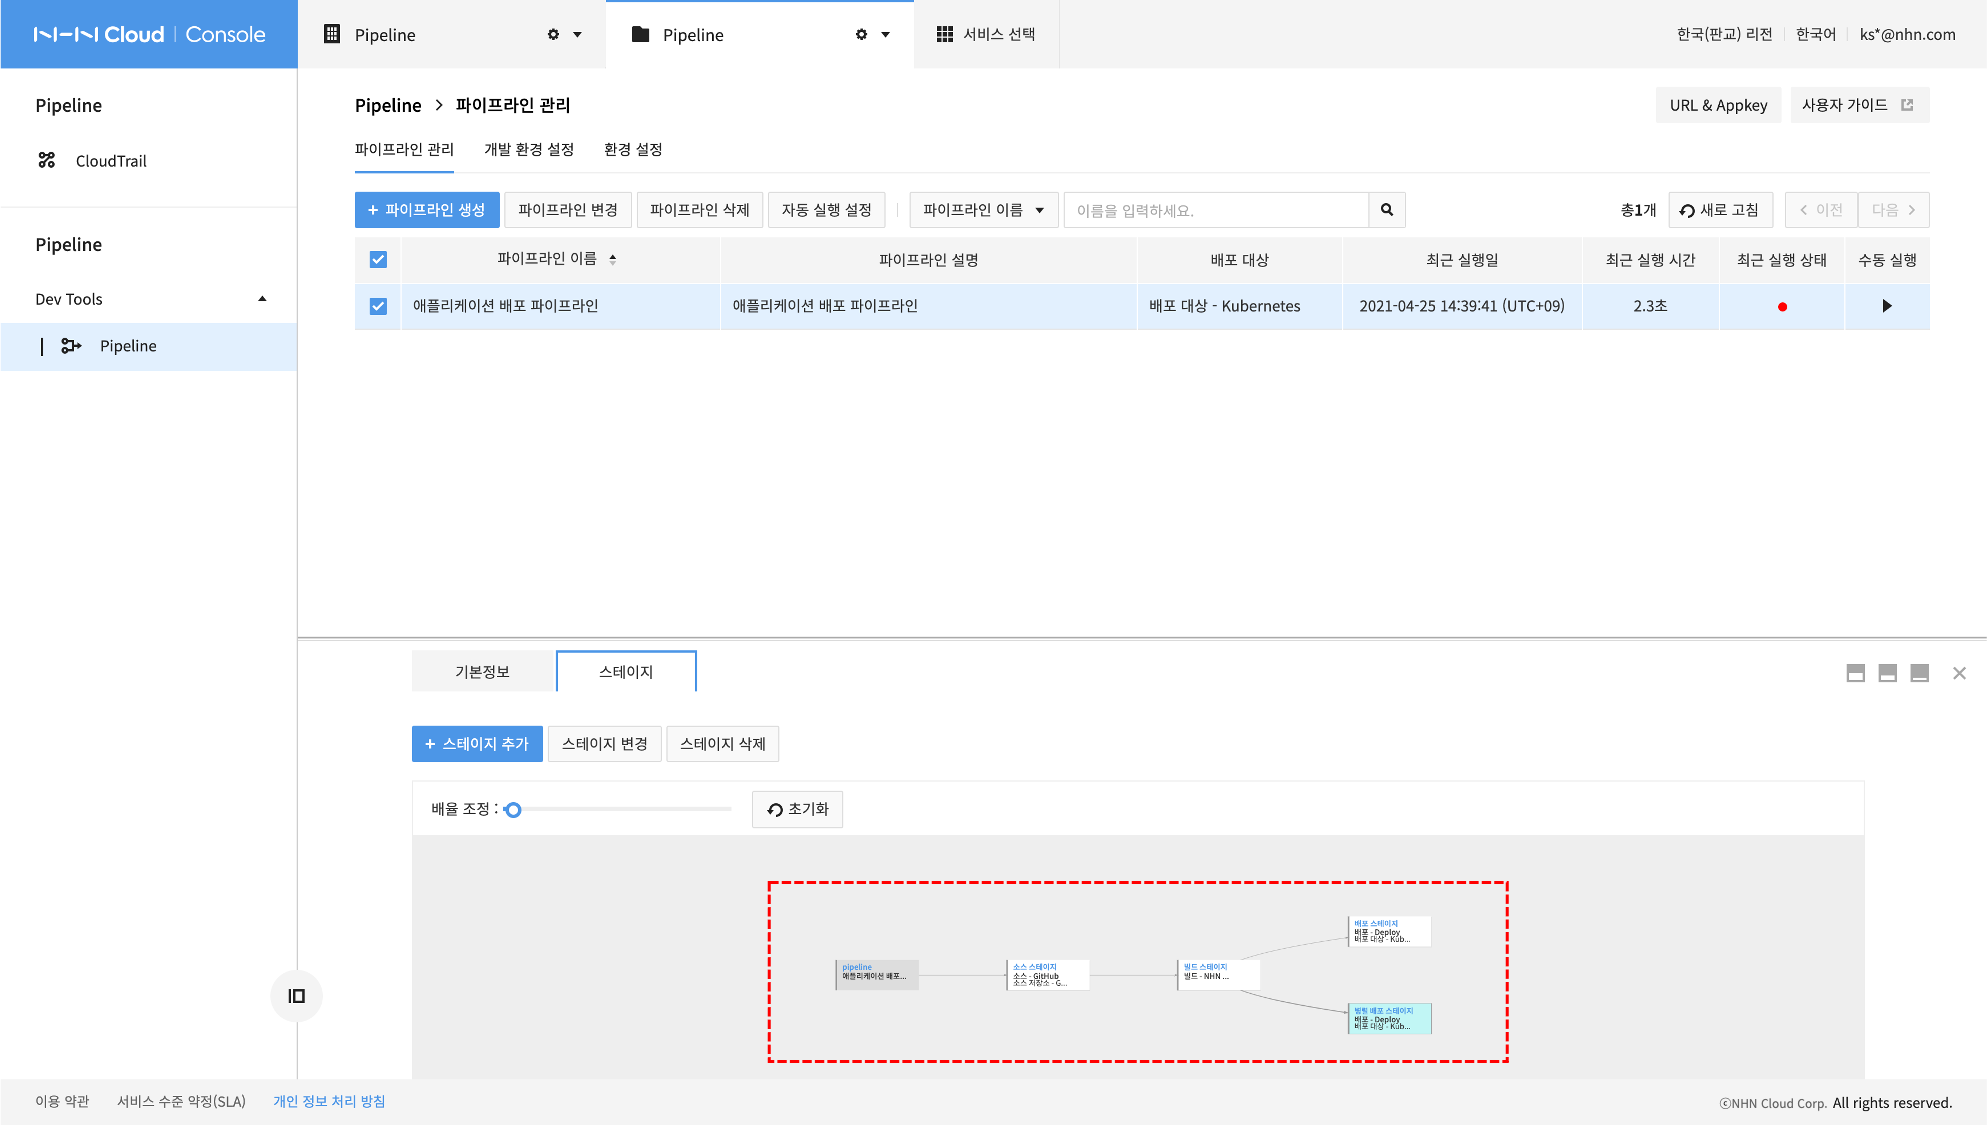 NHN Cloud | Console
Pipeline
Pipeline
서비스 선택
한국(판교) 리전
한국어
ks*@nhn.com
Pipeline
CloudTrail
Pipeline
Dev Tools
Pipeline
Pipeline > 파이프라인 관리
URL & Appkey
사용자 가이드
파이프라인 관리
개발 환경 설정
환경 설정
+ 파이프라인 생성
파이프라인 변경
파이프라인 삭제
자동 실행 설정
파이프라인 이름
이름을 입력하세요.
총1개
새로 고침
< 이전
다음 >
파이프라인 이름
파이프라인 설명
배포 대상
최근 실행일
최근 실행 시간
최근 실행 상태
수동 실행
애플리케이션 배포 파이프라인
애플리케이션 배포 파이프라인
배포 대상 - Kubernetes
2021-04-25 14:39:41 (UTC+09)
2.3초
기본정보
스테이지
+ 스테이지 추가
스테이지 변경
스테이지 삭제
배율 조정 :
초기화
pipeline
애플리케이션 배포...
소스 스테이지
소스 - GitHub
소스 저장소 - G...
빌드 스테이지
빌드 - NHN ...
배포 스테이지
배포 - Deploy
배포 대상 - Kub...
병렬 배포 스테이지
배포 - Deploy
배포 대상 - Kub...
이용 약관
서비스 수준 약정(SLA)
개인 정보 처리 방침
ⓒNHN Cloud Corp. All rights reserved.